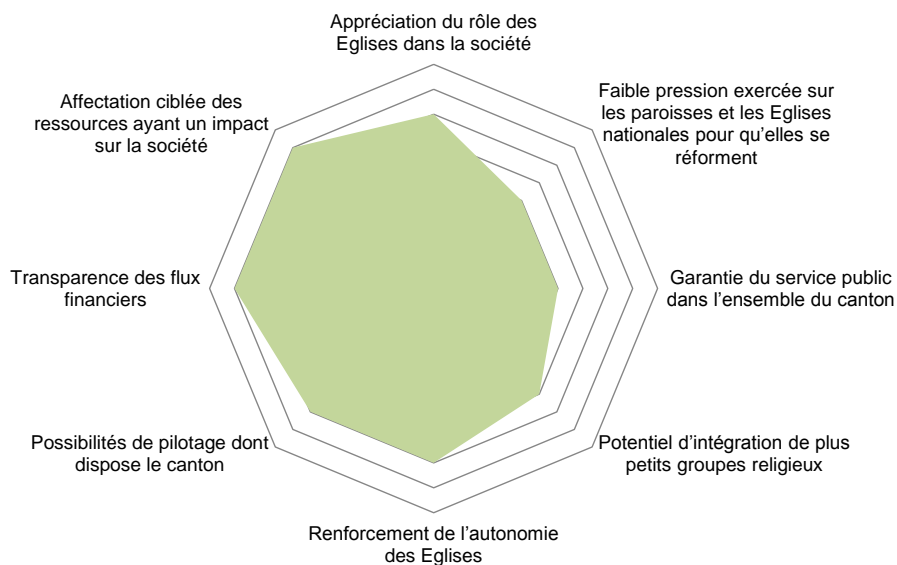 Appréciation du rôle des
Eglises dans la société
Faible pression exercée sur
les paroisses et les Eglises
nationales pour qu'elles se
réforment
Garantie du service public
dans l'ensemble du canton
Potentiel d'intégration de plus
petits groupes religieux
Renforcement de l'autonomie
des Eglises
Possibilités de pilotage dont
dispose le canton
Transparence des flux
financiers
Affectation ciblée des
ressources ayant un impact
sur la société